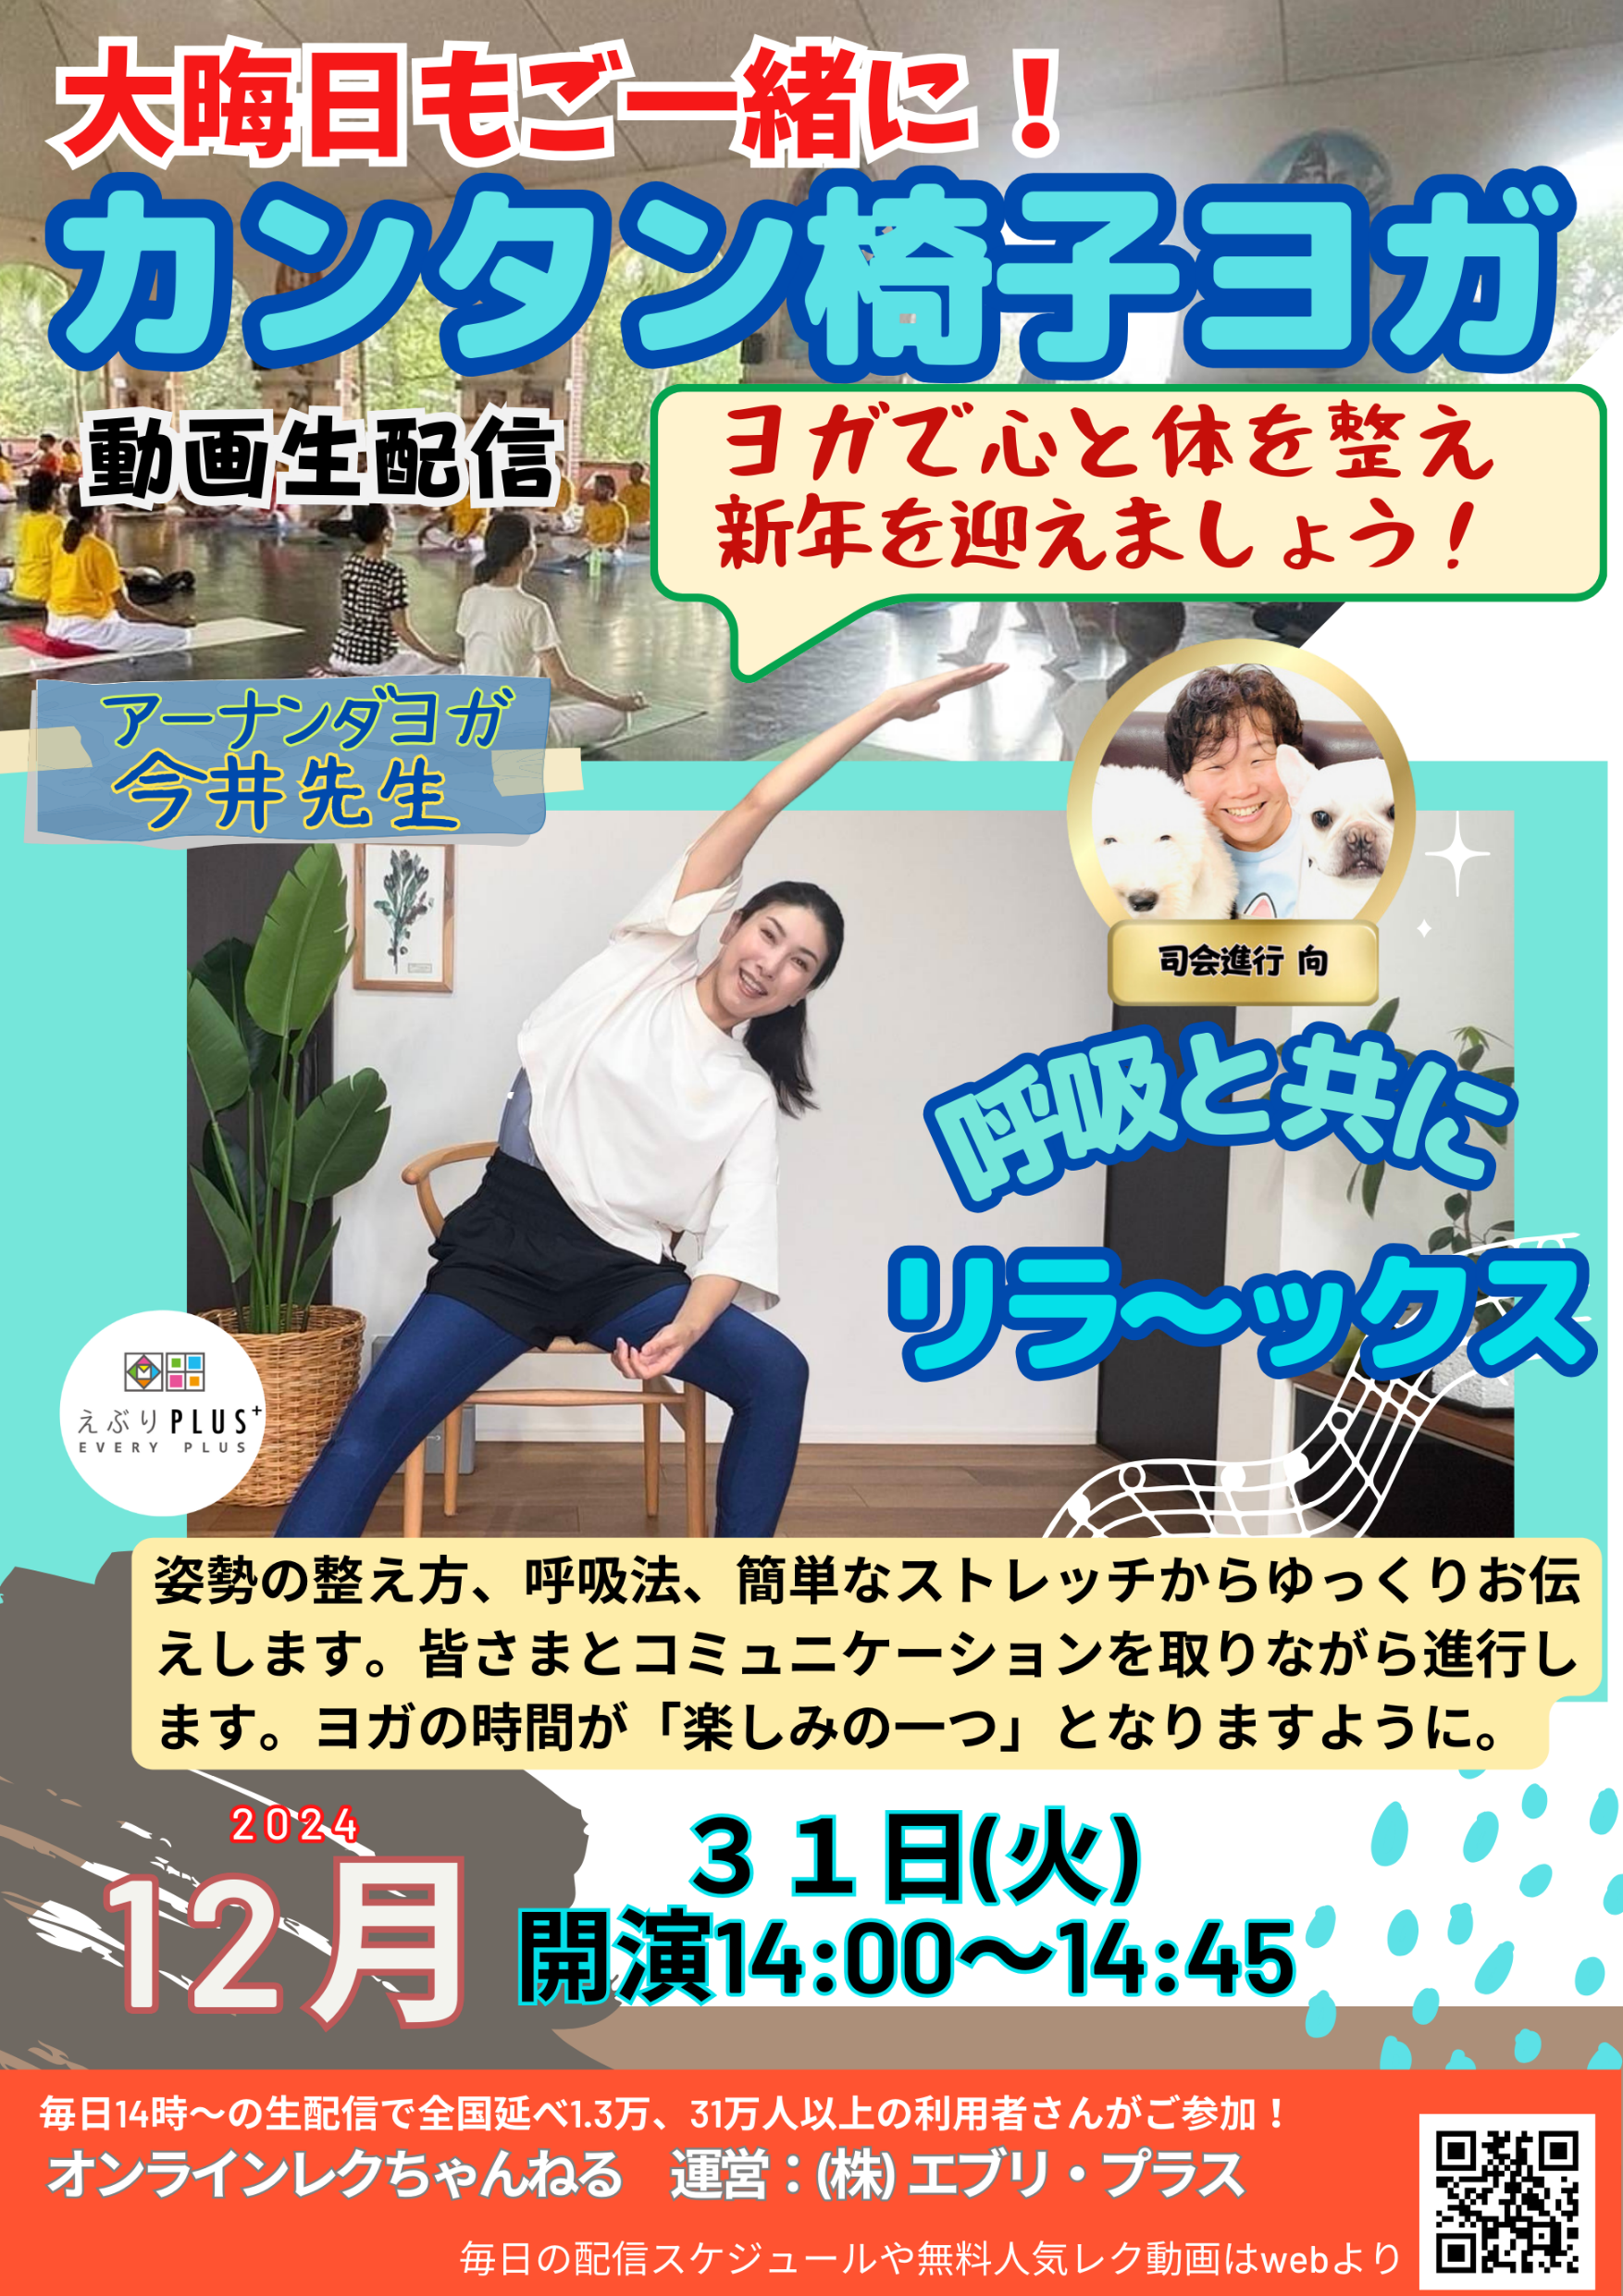 大晦日もご一緒に！
カンタン椅子ヨガ
動画生配信
ヨガで心と体を整え
新年を迎えましょう！
アーナンダヨガ
今井先生
司会進行 向
呼吸と共に
リラ〜ックス
えぶりPLUS+
EVERY PLUS
姿勢の整え方、呼吸法、簡単なストレッチからゆっくりお伝
えします。皆さまとコミュニケーションを取りながら進行し
ます。ヨガの時間が「楽しみの一つ」となりますように。
2024
12月
３１日(火)
開演14:00〜14:45
毎日14時〜の生配信で全国延べ1.3万、31万人以上の利用者さんがご参加！
オンラインレクちゃんねる　運営：(株) エブリ・プラス
毎日の配信スケジュールや無料人気レク動画はwebより